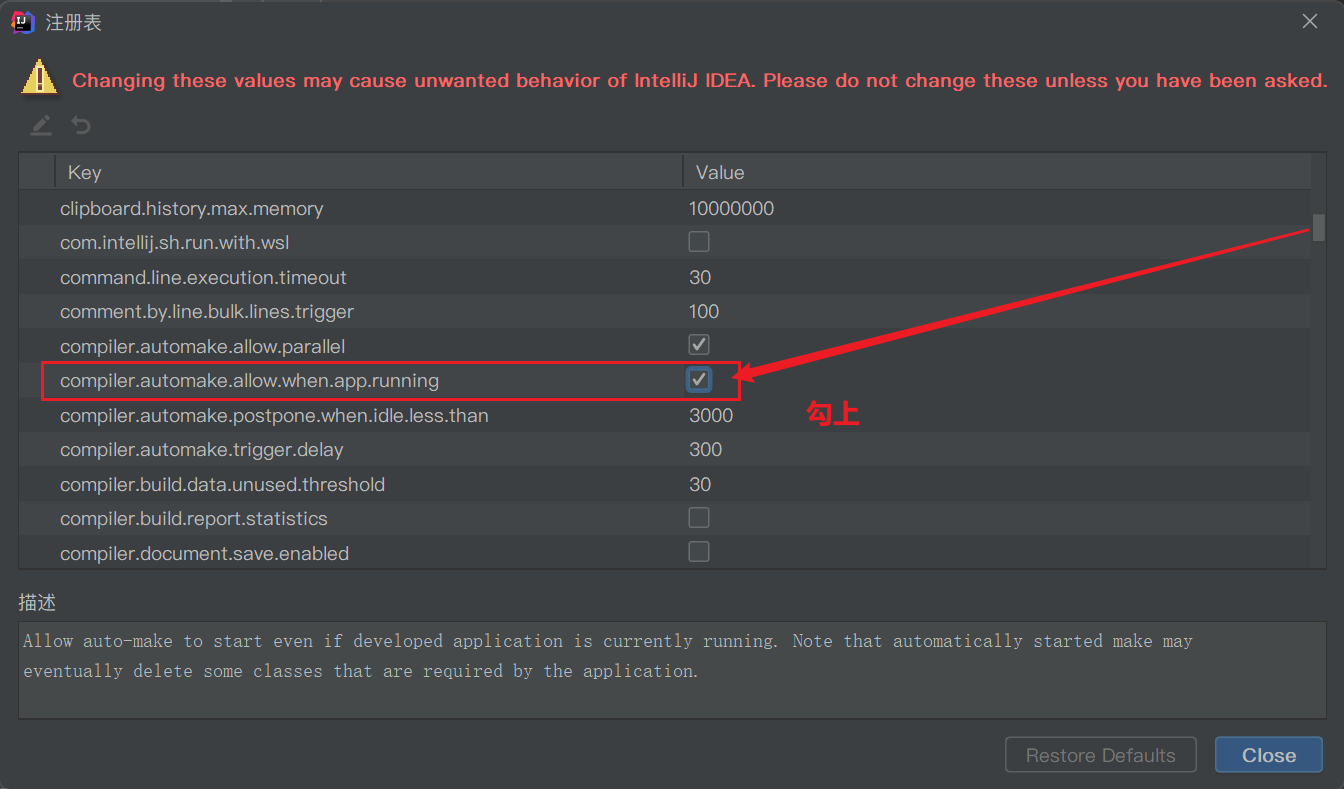 注册表
Changing these values may cause unwanted behavior of IntelliJ IDEA. Please do not change these unless you have been asked.
Key Value
clipboard.history.max.memory 10000000
com.intellij.sh.run.with.wsl
command.line.execution.timeout 30
comment.by.line.bulk.lines.trigger 100
compiler.automake.allow.parallel
compiler.automake.allow.when.app.running
compiler.automake.postpone.when.idle.less.than 3000
勾上
compiler.automake.trigger.delay 300
compiler.build.data.unused.threshold 30
compiler.build.report.statistics
compiler.document.save.enabled
描述
Allow auto-make to start even if developed application is currently running. Note that automatically started make may
eventually delete some classes that are required by the application.
Restore Defaults Close